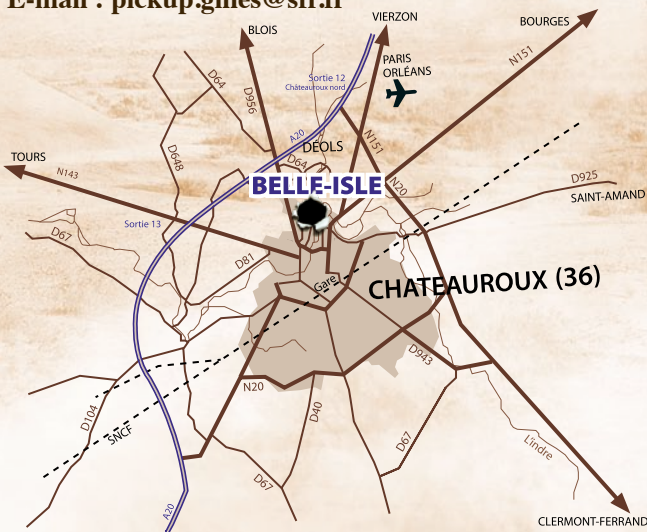 E-mail : pickup.gmes@sfr.fr
VIERZON
BLOIS
BOURGES
PARIS
ORLÉANS
N151
Sortie 12
Châteauroux nord
D64
D956
A20
N151
DÉOLS
D64
D648
TOURS
N143
BELLE-ISLE
N20
D925
SAINT-AMAND
Sortie 13
D67
D81
Gare
CHATEAUROUX (36)
D943
N20
D40
D104
SNCF
D67
D67
L'indre
A20
CLERMONT-FERRAND